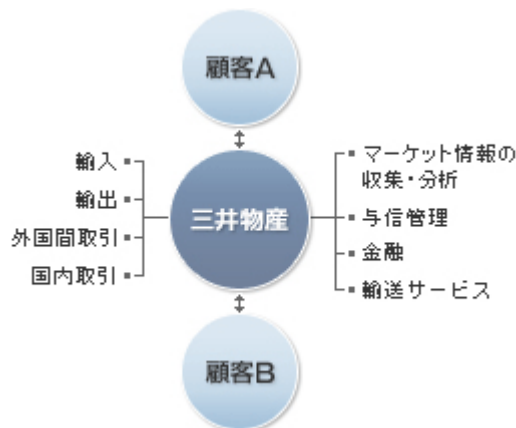 顧客A
輸入
輸出
外国間取引
国内取引
三井物産
マーケット情報の
収集・分析
与信管理
金融
輸送サービス
顧客B